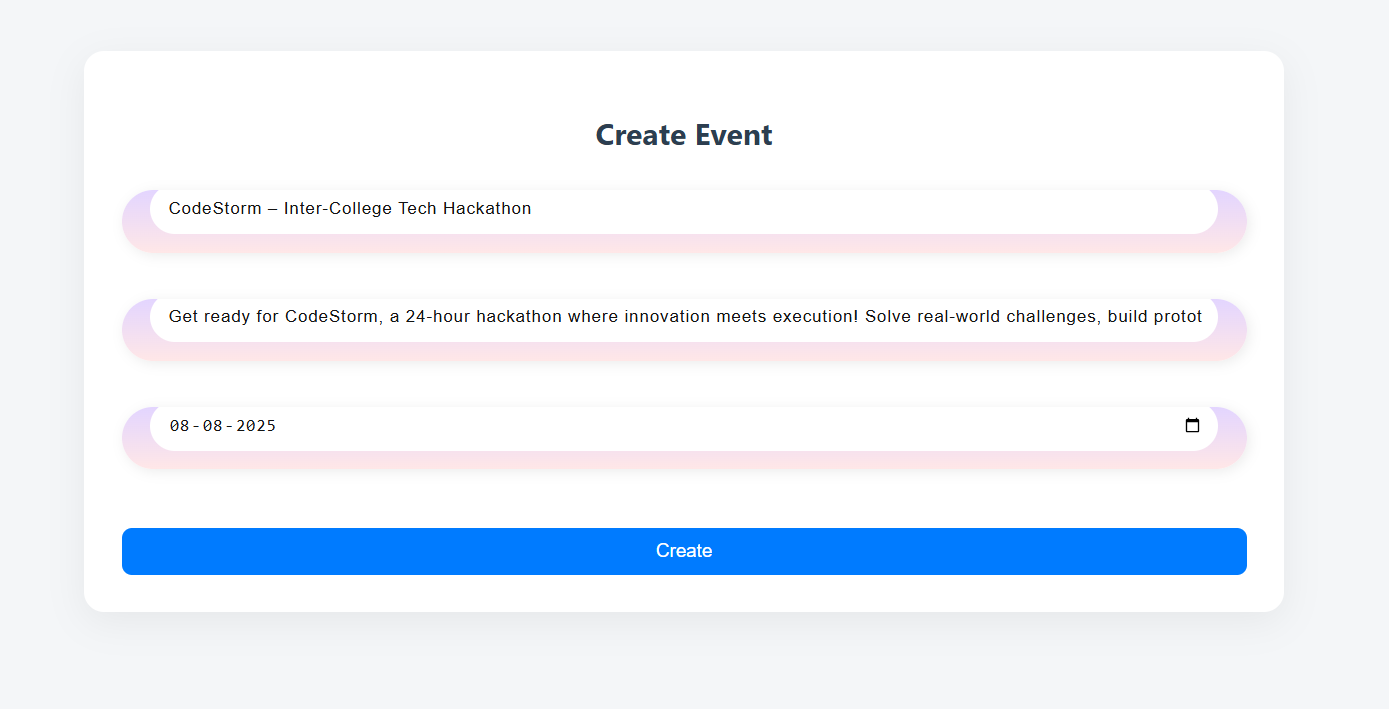 Create Event
CodeStorm – Inter-College Tech Hackathon
Get ready for CodeStorm, a 24-hour hackathon where innovation meets execution! Solve real-world challenges, build protot
08-08-2025
Create